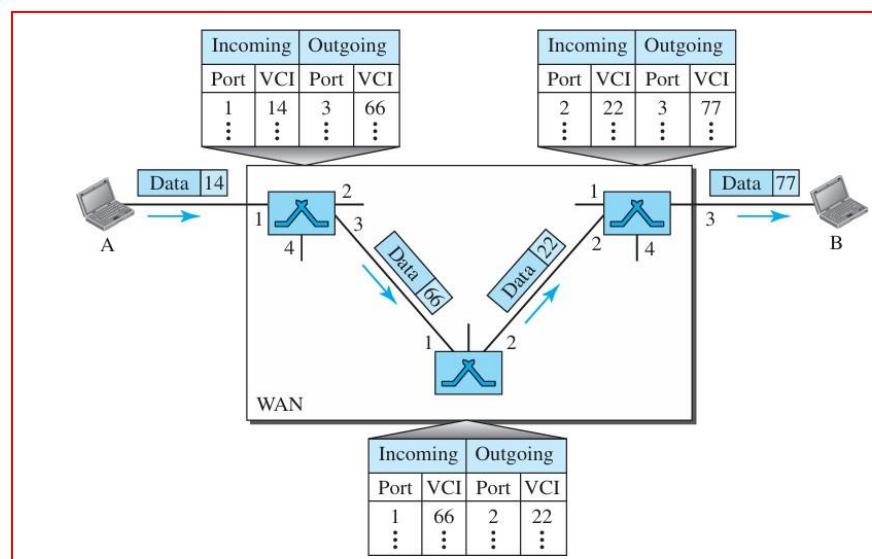 Incoming Outgoing
Port VCI Port VCI
1 14 3 66
Incoming Outgoing
Port VCI Port VCI
2 22 3 77
Data 14
A
1
2
3
4
Data 66
Data 22
1
2
3
4
Data 77
B
1
2
WAN
Incoming Outgoing
Port VCI Port VCI
1 66 2 22